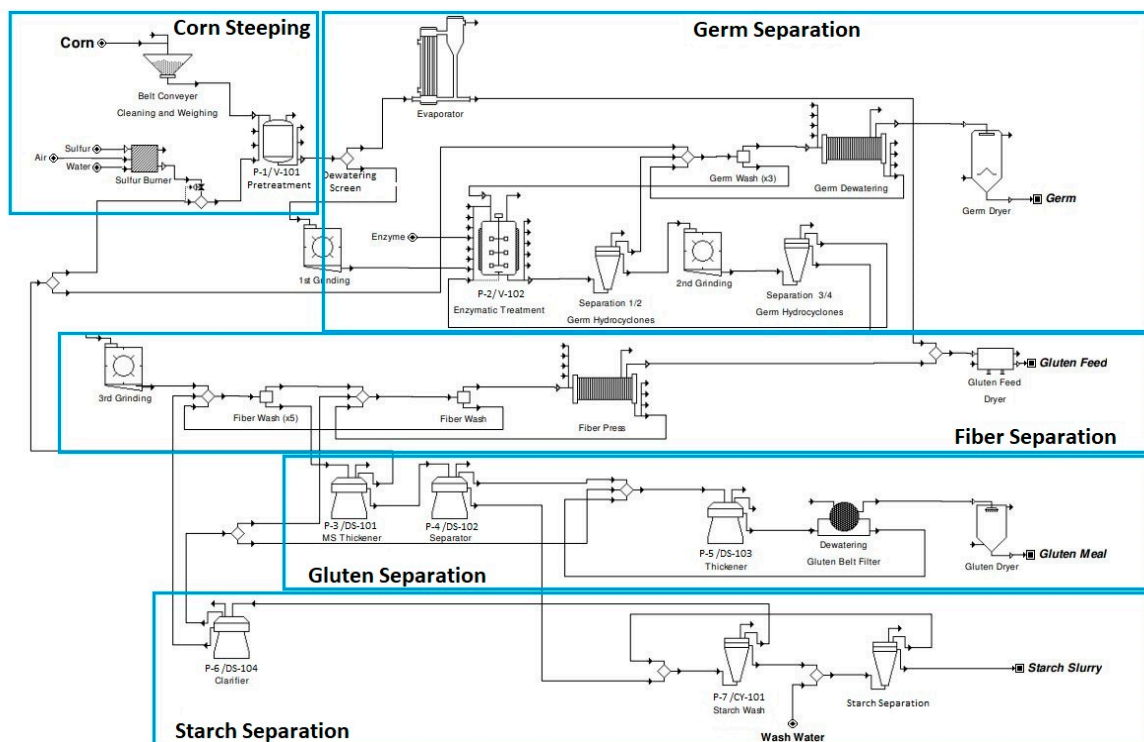 Corn Steeping
Germ Separation
Corn
Belt Conveyer
Cleaning and Weighing
Evaporator
Sulfur
Air
Water
Sulfur Burner
P-1/ V-101
Pretreatment
Dewatering
Screen
Germ Wash (x3)
Germ Dewatering
Germ Dryer
Germ
Enzyme
1st Grinding
P-2/ V-102
Enzymatic Treatment
Separation 1/2
Germ Hydrocyclones
2nd Grinding
Separation 3/4
Germ Hydrocyclones
3rd Grinding
Fiber Wash (x5)
Fiber Wash
Fiber Press
Gluten Feed
Gluten Feed
Dryer
Fiber Separation
P-3 /DS-101
MS Thickener
P-4 /DS-102
Separator
P-5 /DS-103
Thickener
Dewatering
Gluten Belt Filter
Gluten Dryer
Gluten Meal
Gluten Separation
P-6 /DS-104
Clarifier
P-7 /CY-101
Starch Wash
Starch Separation
Starch Slurry
Wash Water
Starch Separation